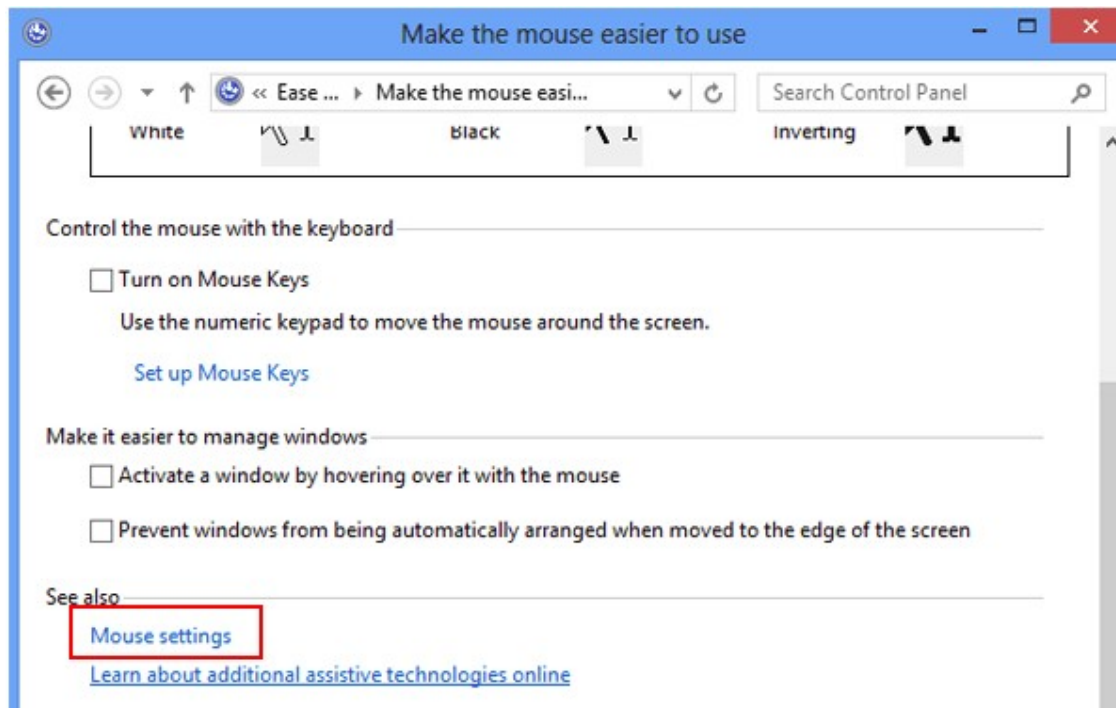 Make the mouse easier to use
« Ease ... Make the mouse easi... Search Control Panel
White Black Inverting
Control the mouse with the keyboard
Turn on Mouse Keys
Use the numeric keypad to move the mouse around the screen.
Set up Mouse Keys
Make it easier to manage windows
Activate a window by hovering over it with the mouse
Prevent windows from being automatically arranged when moved to the edge of the screen
See also
Mouse settings
Learn about additional assistive technologies online